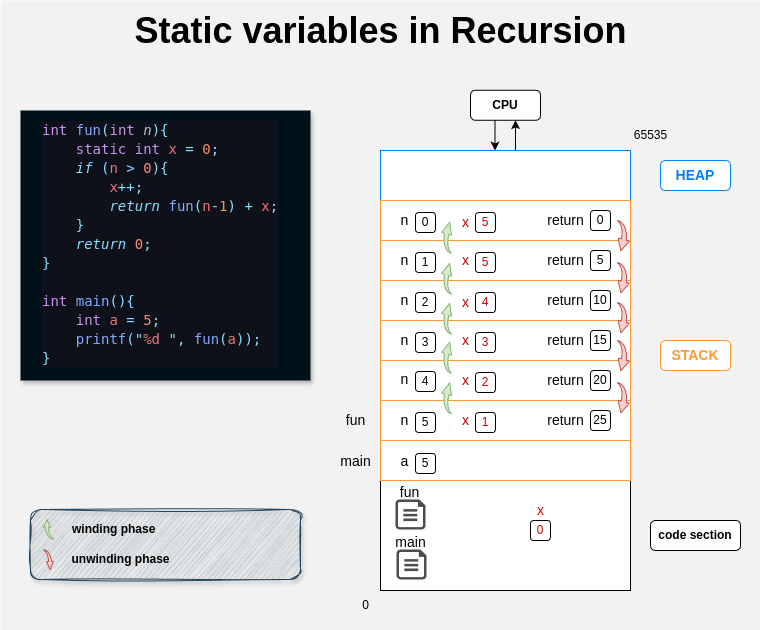 Static variables in Recursion
int fun(int n){
    static int x = 0;
    if (n > 0){
        x++;
        return fun(n-1) + x;
    }
    return 0;
}
int main(){
    int a = 5;
    printf("%d ", fun(a));
}
CPU
65535
HEAP
n 0 x 5 return 0
n 1 x 5 return 5
n 2 x 4 return 10
n 3 x 3 return 15
STACK
n 4 x 2 return 20
fun n 5 x 1 return 25
main a 5
fun
x
0
main
code section
0
winding phase
unwinding phase